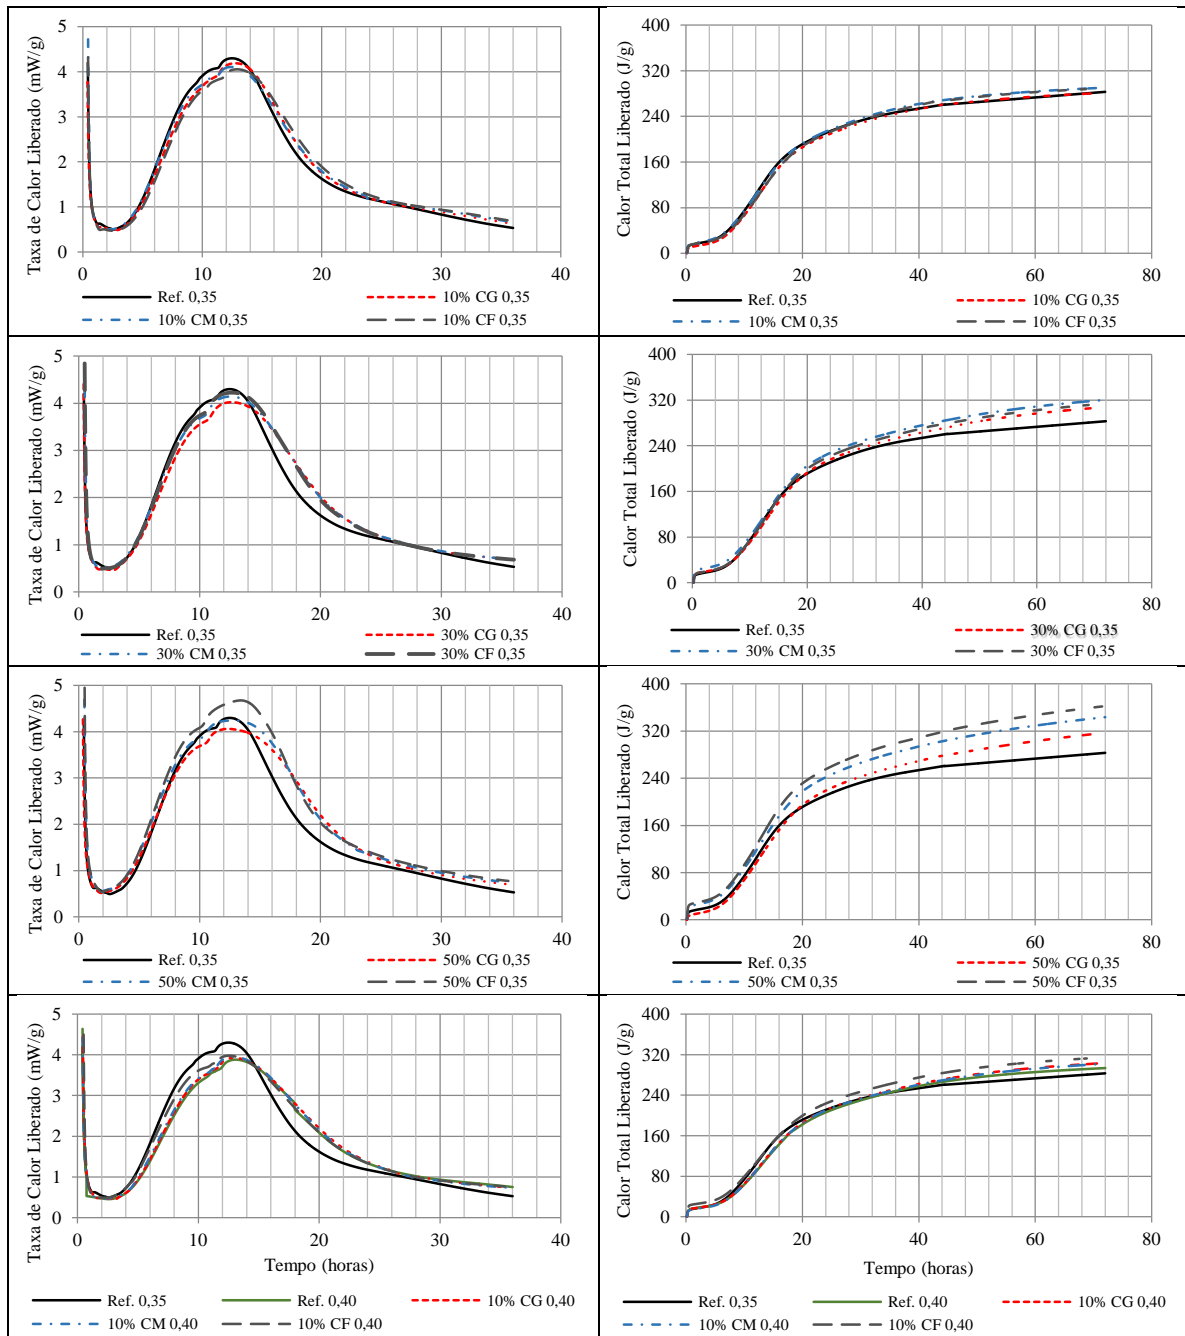 Taxa de Calor Liberado (mW/g)
5
4
3
2
1
0
0 10 20 30 40
Ref. 0,35 10% CG 0,35
10% CM 0,35 10% CF 0,35
Calor Total Liberado (J/g)
400
320
240
160
80
0
0 20 40 60 80
Ref. 0,35 10% CG 0,35
10% CM 0,35 10% CF 0,35
Taxa de Calor Liberado (mW/g)
5
4
3
2
1
0
0 10 20 30 40
Ref. 0,35 30% CG 0,35
30% CM 0,35 30% CF 0,35
Calor Total Liberado (J/g)
400
320
240
160
80
0
0 20 40 60 80
Ref. 0,35 30% CG 0,35
30% CM 0,35 30% CF 0,35
Taxa de Calor Liberado (mW/g)
5
4
3
2
1
0
0 10 20 30 40
Ref. 0,35 50% CG 0,35
50% CM 0,35 50% CF 0,35
Calor Total Liberado (J/g)
400
320
240
160
80
0
0 20 40 60 80
Ref. 0,35 50% CG 0,35
50% CM 0,35 50% CF 0,35
Taxa de Calor Liberado (mW/g)
5
4
3
2
1
0
0 10 20 30 40
Tempo (horas)
Ref. 0,35 Ref. 0,40 10% CG 0,40
10% CM 0,40 10% CF 0,40
Calor Total Liberado (J/g)
400
320
240
160
80
0
0 20 40 60 80
Tempo (horas)
Ref. 0,35 Ref. 0,40 10% CG 0,40
10% CM 0,40 10% CF 0,40